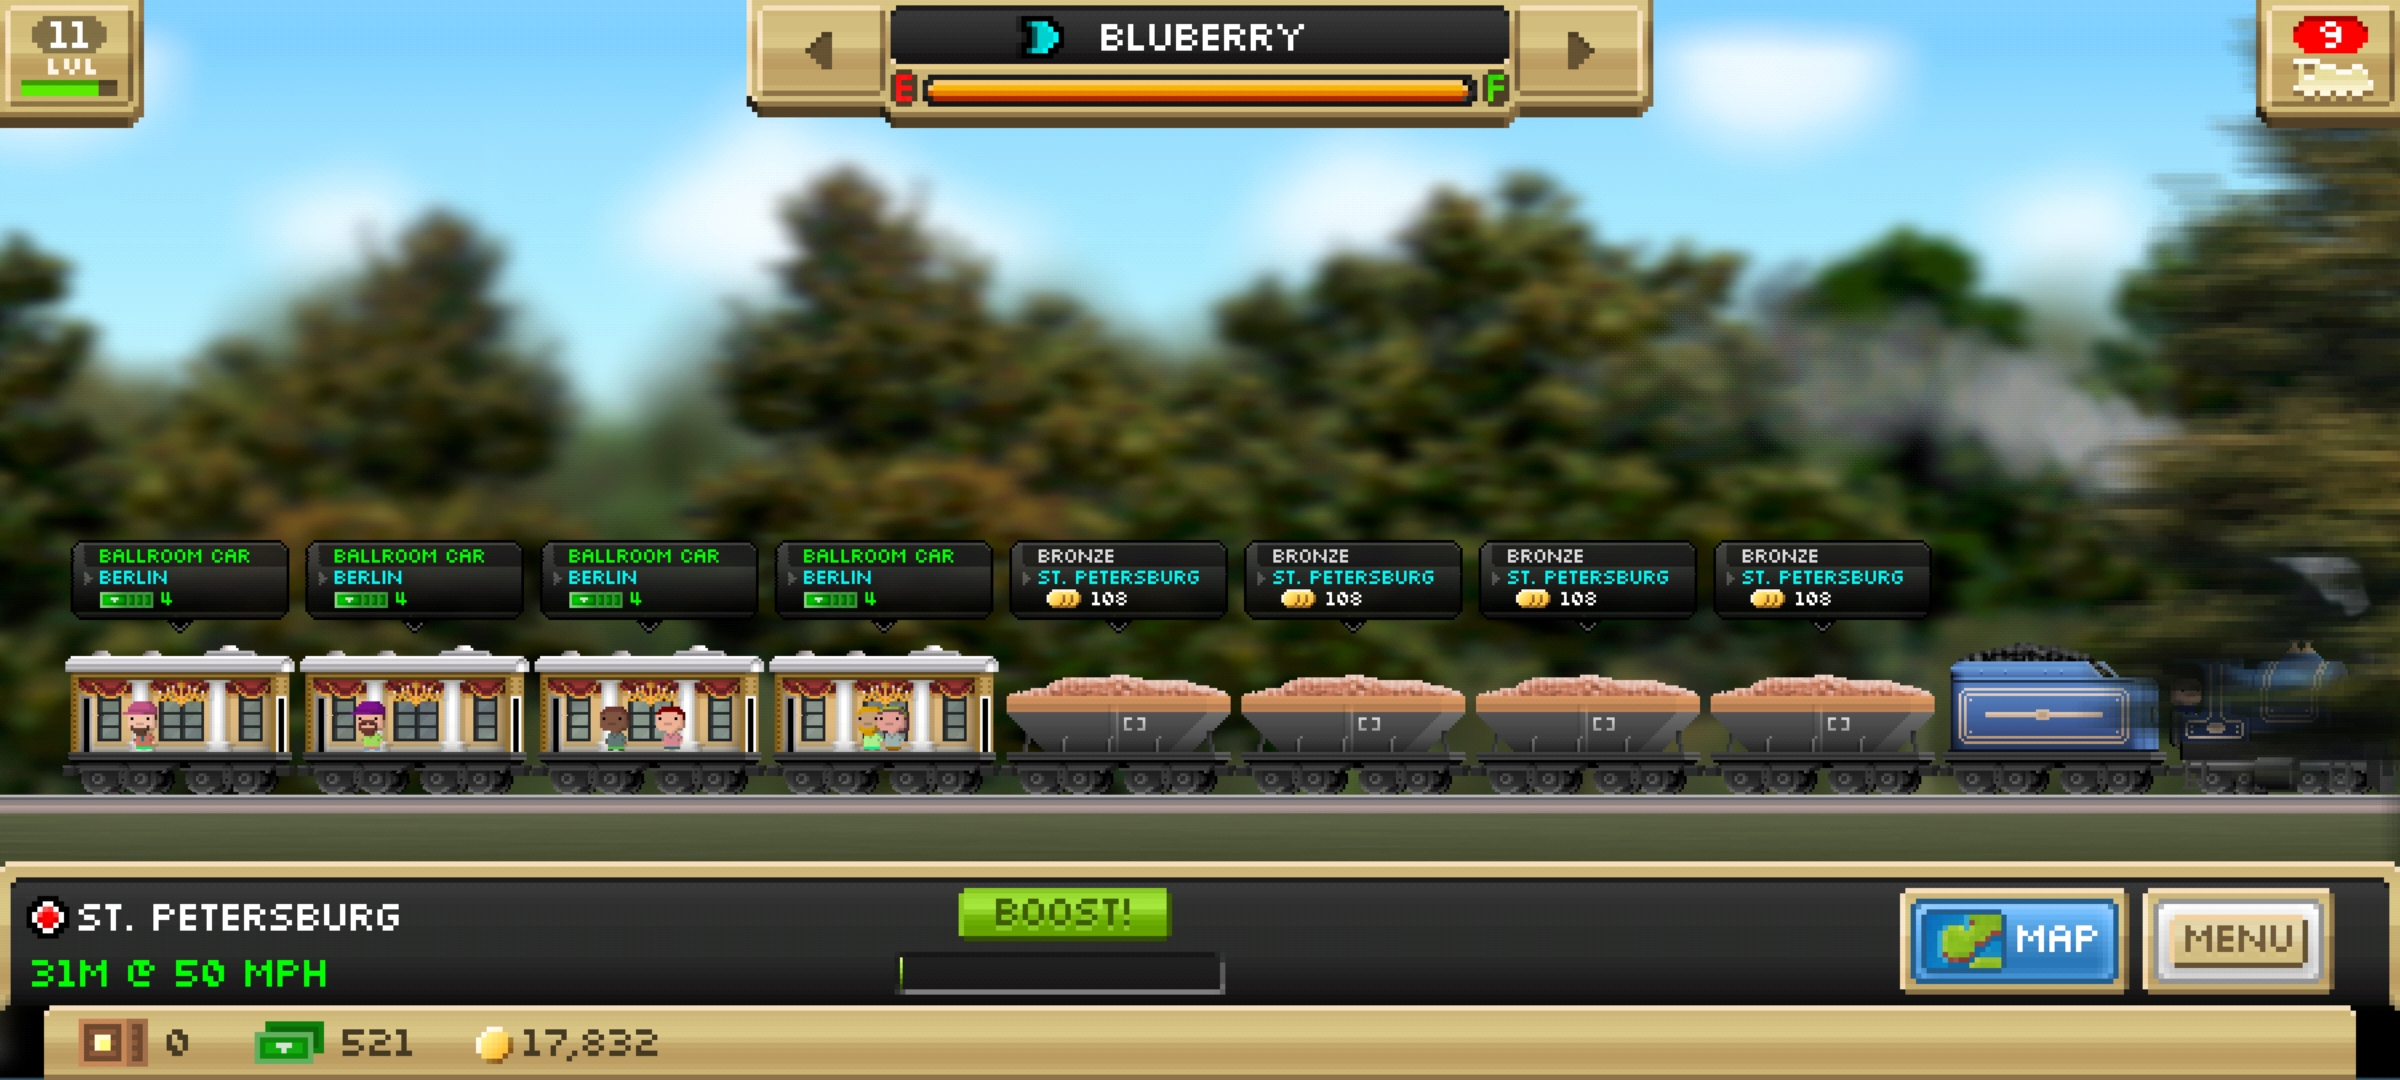 11
LVL
BLUBERRY
E F
9
BALLROOM CAR
BERLIN
4
BALLROOM CAR
BERLIN
4
BALLROOM CAR
BERLIN
4
BALLROOM CAR
BERLIN
4
BRONZE
ST. PETERSBURG
108
BRONZE
ST. PETERSBURG
108
BRONZE
ST. PETERSBURG
108
BRONZE
ST. PETERSBURG
108
ST. PETERSBURG
31M @ 50 MPH
BOOST!
MAP
MENU
0
521
17,832